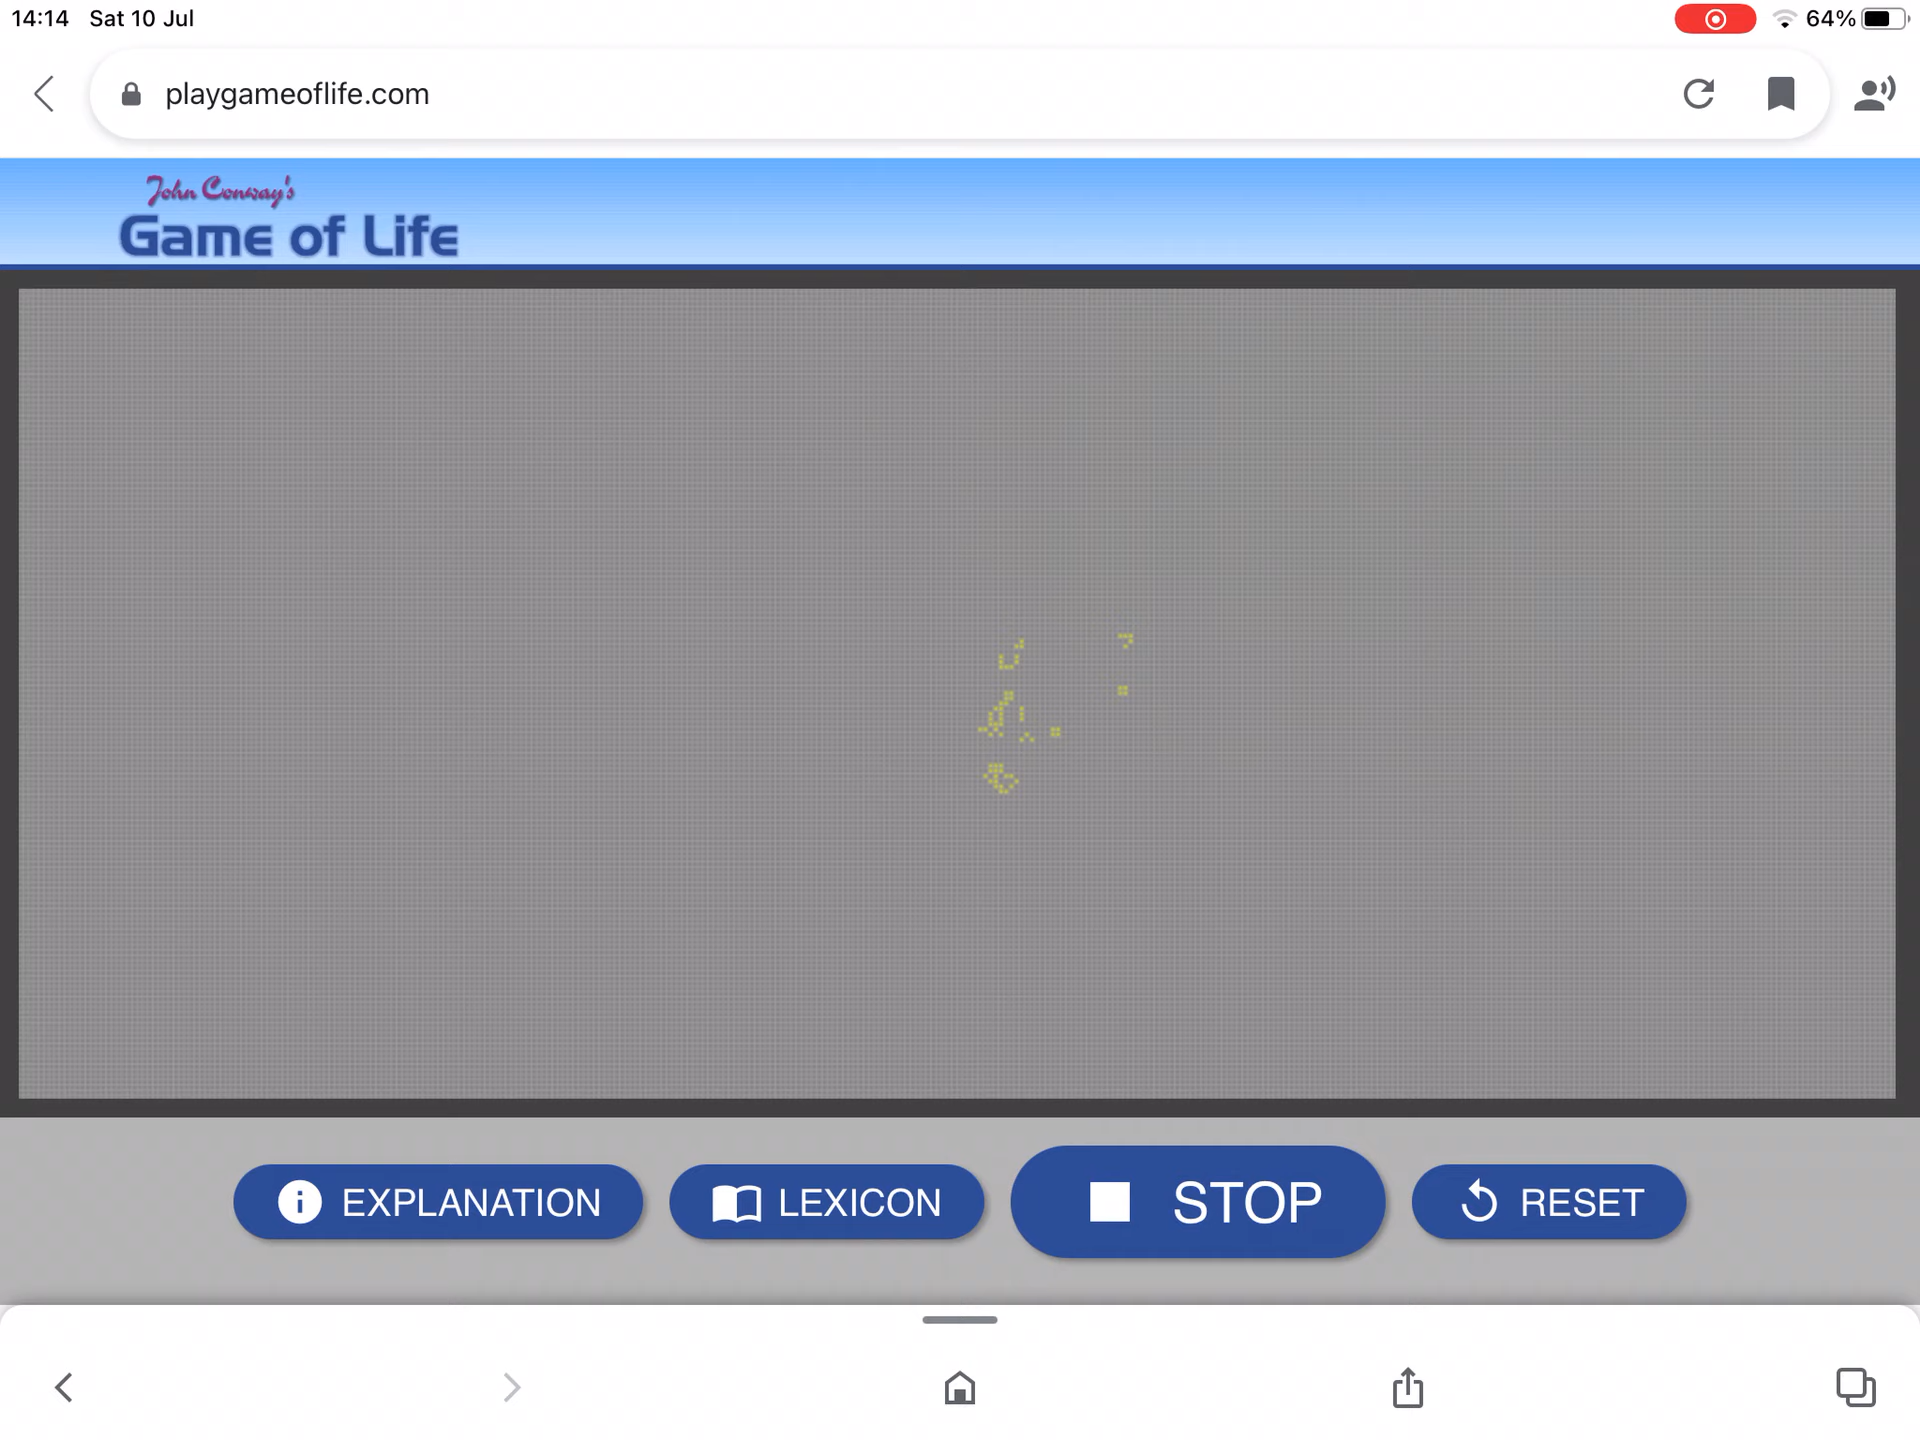 14:14 Sat 10 Jul
64%
playgameoflife.com
John Conway's
Game of Life
EXPLANATION
LEXICON
STOP
RESET